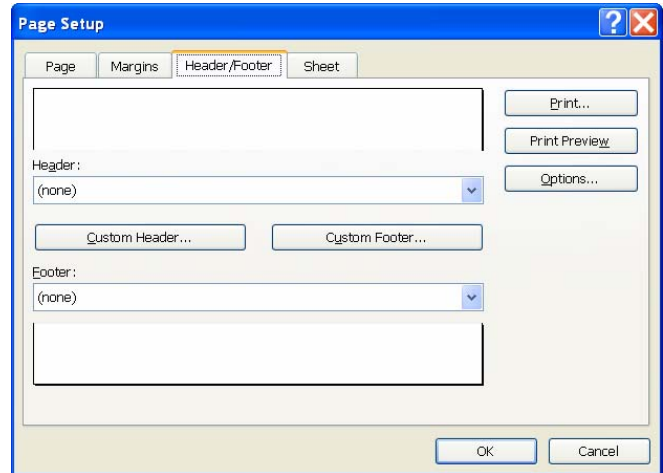 Page Setup
Page Margins Header/Footer Sheet
Print...
Print Preview
Header:
(none)
Options...
Custom Header... Custom Footer...
Footer:
(none)
OK Cancel